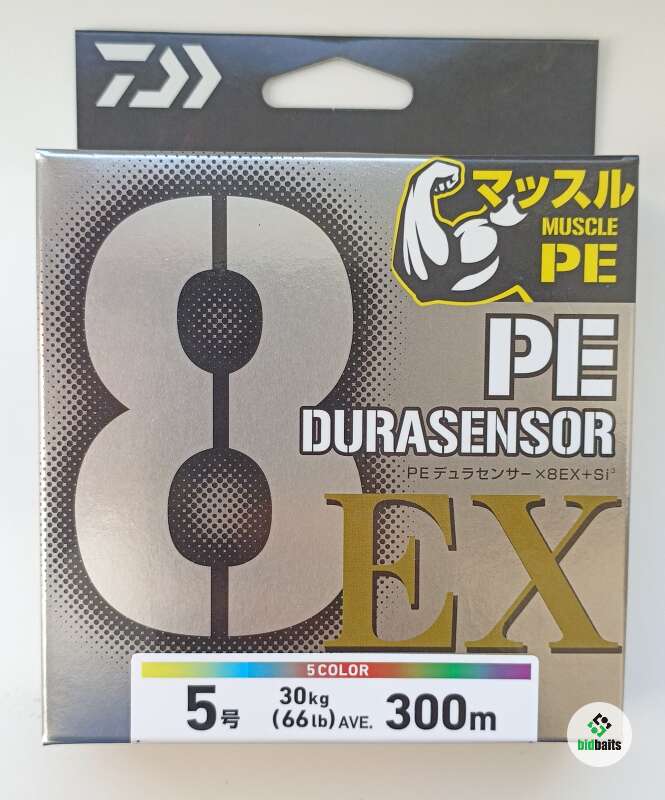 マッスル
MUSCLE
PE
8
PE
DURASENSOR
PEデュラセンサー×8EX+Si³
EX
5COLOR
5号 30kg (66lb) AVE. 300m
bidbaits